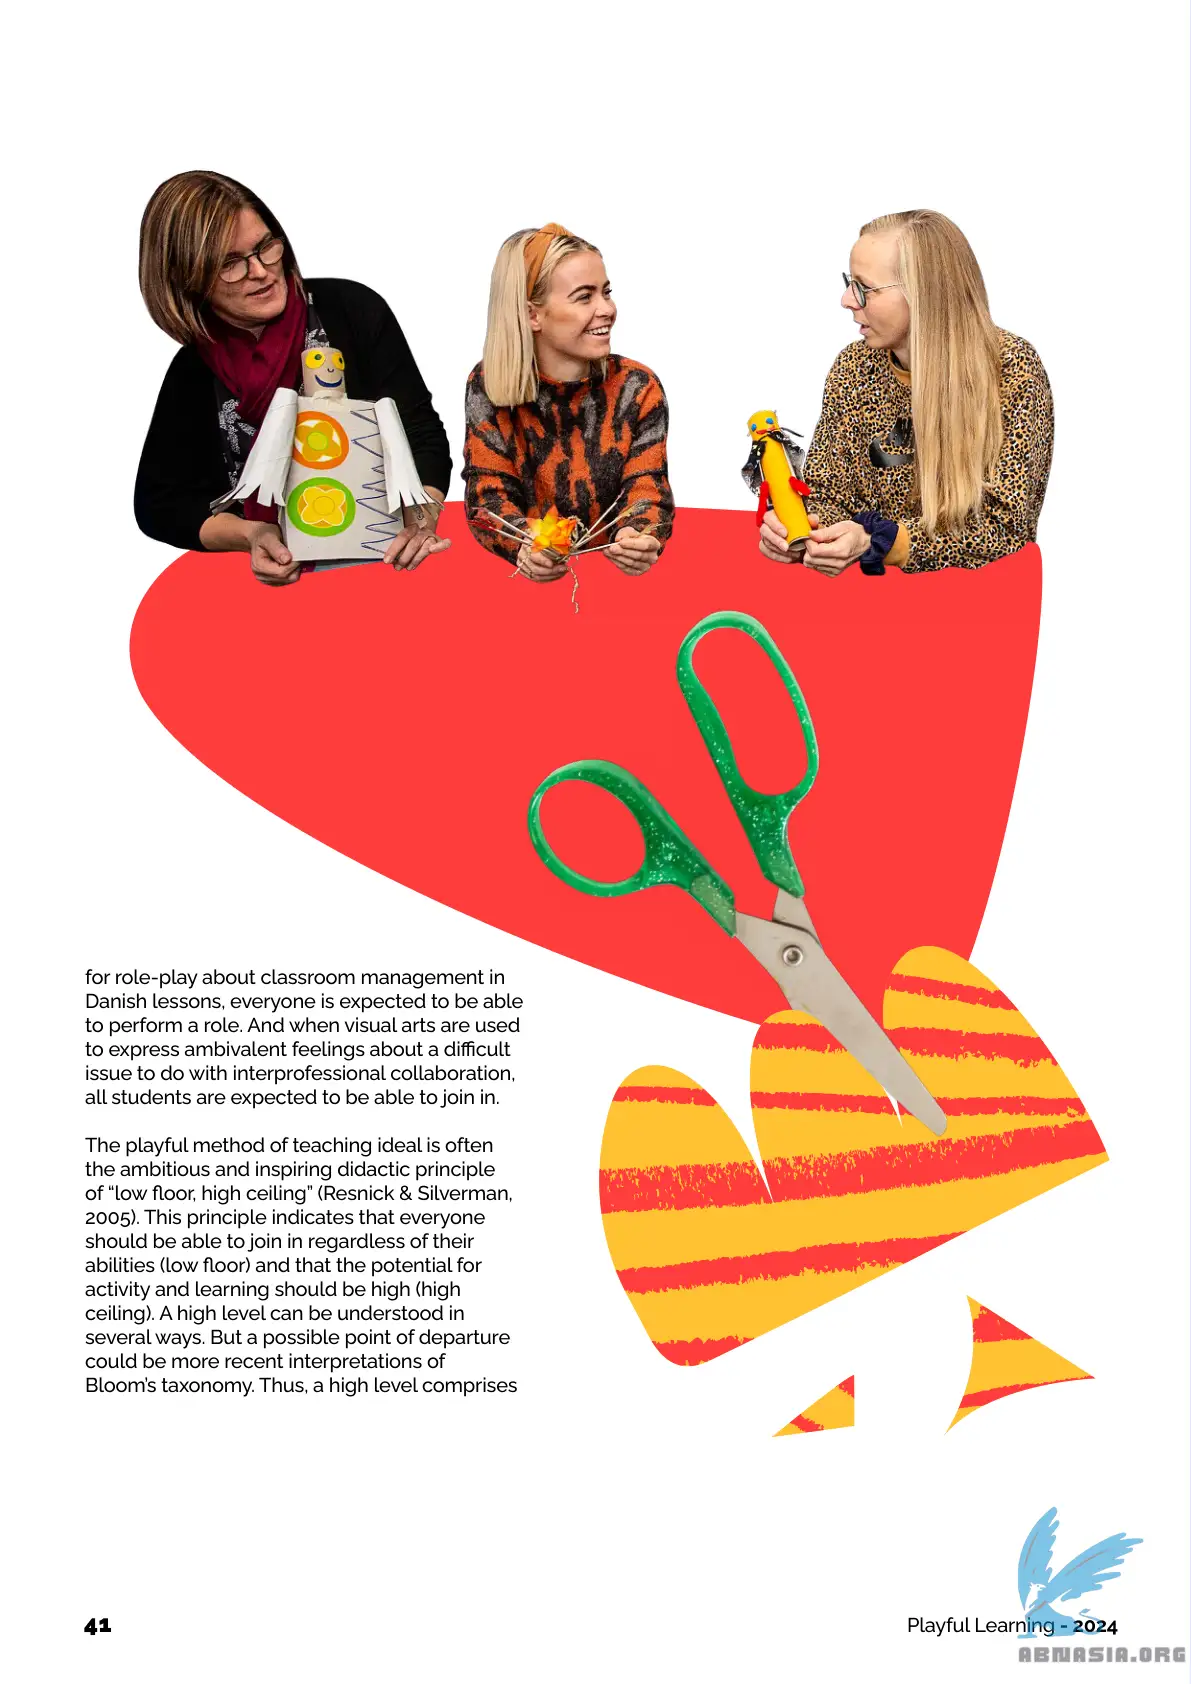 for role-play about classroom management in
Danish lessons, everyone is expected to be able
to perform a role. And when visual arts are used
to express ambivalent feelings about a difficult
issue to do with interprofessional collaboration,
all students are expected to be able to join in.
The playful method of teaching ideal is often
the ambitious and inspiring didactic principle
of “low floor, high ceiling” (Resnick & Silverman,
2005). This principle indicates that everyone
should be able to join in regardless of their
abilities (low floor) and that the potential for
activity and learning should be high (high
ceiling). A high level can be understood in
several ways. But a possible point of departure
could be more recent interpretations of
Bloom’s taxonomy. Thus, a high level comprises
41
Playful Learning - 2024
ABNASIA.ORG